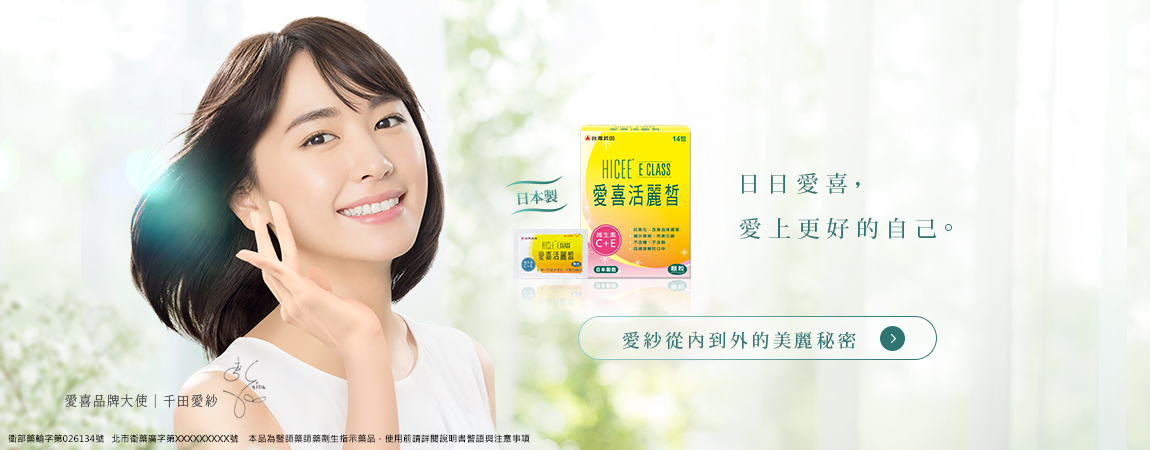 日本製
台灣武田
14包
HICEE E CLASS
愛喜活麗皙
維生素
C+E
日本製造
顆粒
HICEE E CLASS
愛喜活麗皙
日日愛喜，
愛上更好的自己。
愛紗從內到外的美麗秘密
愛喜品牌大使｜千田愛紗
衛部藥輸字第026134號 北市衛藥廣字第XXXXXXXXX號 本品為醫師藥師藥劑生指示藥品，使用前請詳閱說明書警語與注意事項